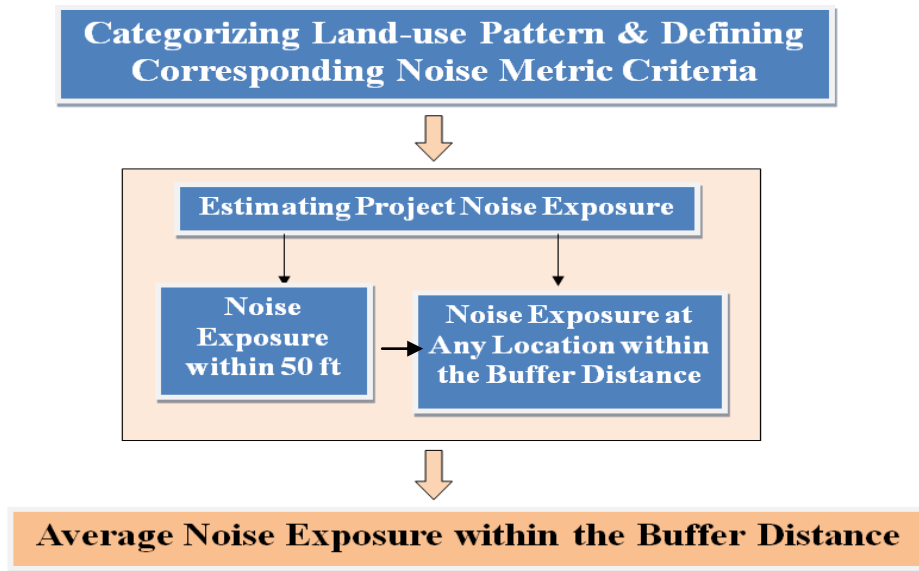 Categorizing Land-use Pattern & Defining
Corresponding Noise Metric Criteria
Estimating Project Noise Exposure
Noise
Exposure
within 50 ft
Noise Exposure at
Any Location within
the Buffer Distance
Average Noise Exposure within the Buffer Distance